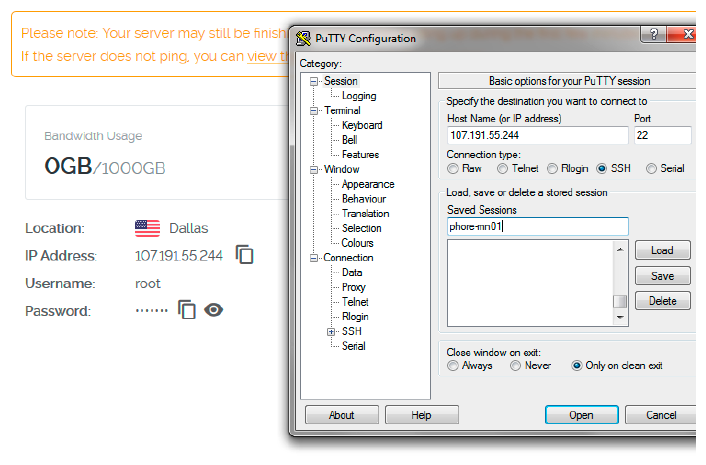 Please note: Your server may still be finish
If the server does not ping, you can view th
Bandwidth Usage
0GB/1000GB
Location: Dallas
IP Address: 107.191.55.244
Username: root
Password: •••••••
PuTTY Configuration
Category:
Session
Logging
Terminal
Keyboard
Bell
Features
Window
Appearance
Behaviour
Translation
Selection
Colours
Connection
Data
Proxy
Telnet
Rlogin
SSH
Serial
Basic options for your PuTTY session
Specify the destination you want to connect to
Host Name (or IP address) Port
107.191.55.244 22
Connection type:
Raw Telnet Rlogin SSH Serial
Load, save or delete a stored session
Saved Sessions
phore-mn01
Load
Save
Delete
Close window on exit:
Always Never Only on clean exit
About Help Open Cancel